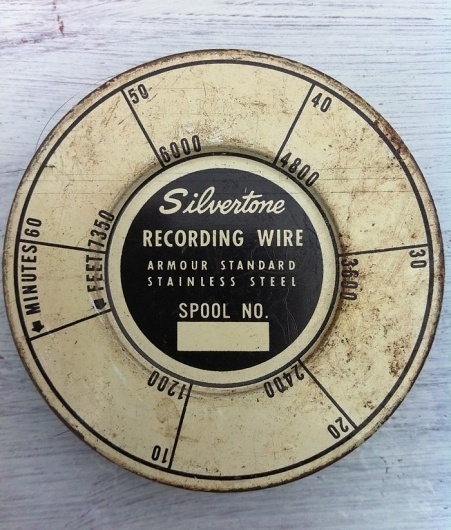 Silvertone
RECORDING WIRE
ARMOUR STANDARD
STAINLESS STEEL
SPOOL NO.
MINUTES 60
50
40
30
20
10
FEET 7350
6000
4800
3600
2400
1200